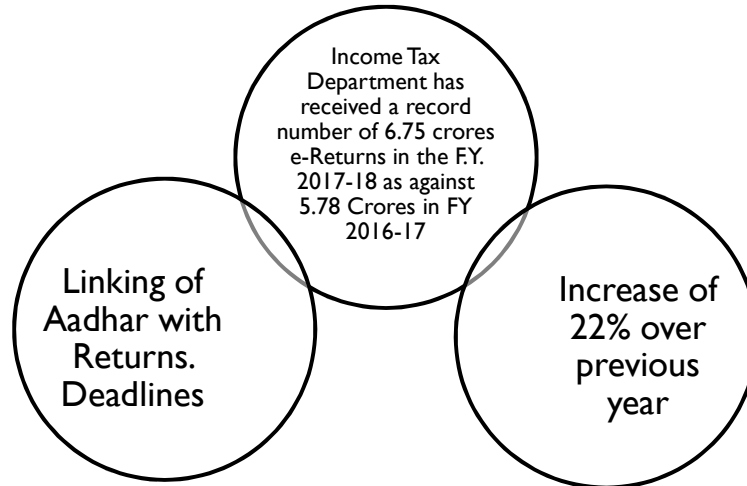 Income Tax
Department has
received a record
number of 6.75 crores
e-Returns in the F.Y.
2017-18 as against
5.78 Crores in FY
2016-17
Linking of
Aadhar with
Returns.
Deadlines
Increase of
22% over
previous
year